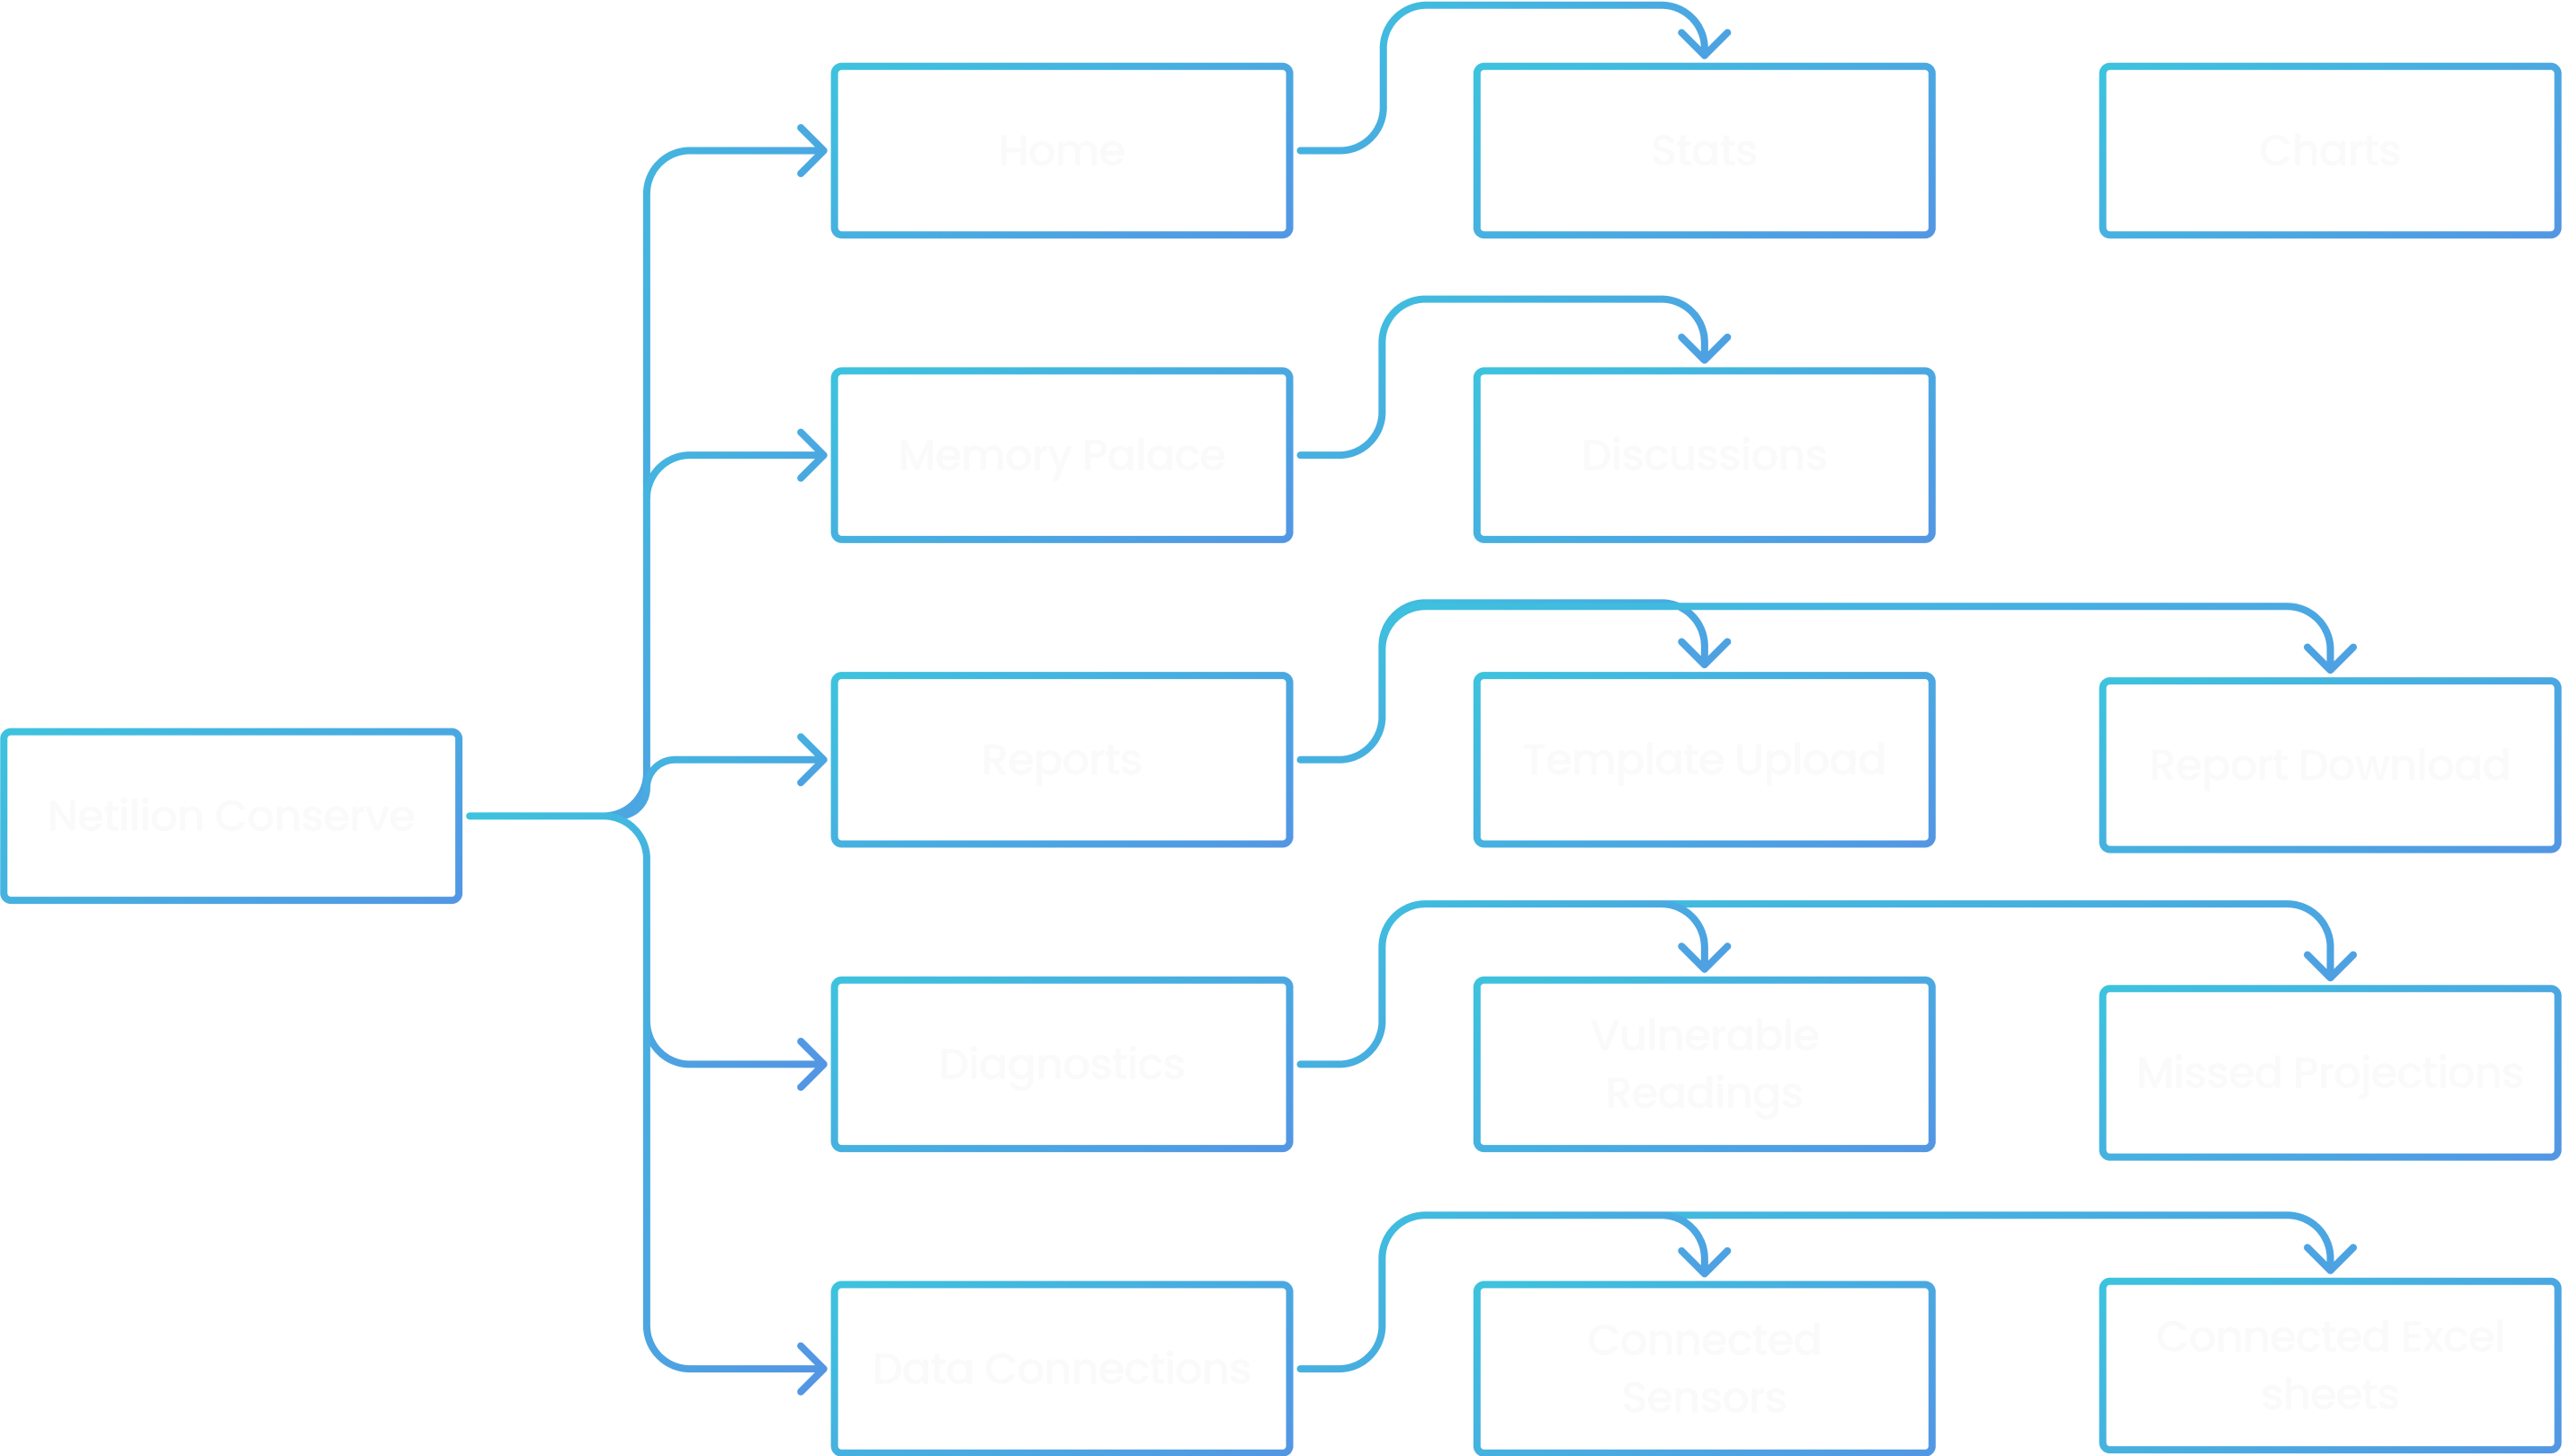 Home
Stats
Charts
Memory Palace
Discussions
Reports
Template Upload
Report Download
Netilion Conserve
Diagnostics
Vulnerable
Readings
Missed Projections
Data Connections
Connected
Sensors
Connected Excel
sheets